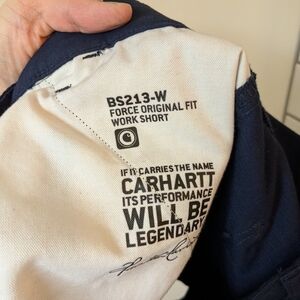 BS213-W
FORCE ORIGINAL FIT
WORK SHORT
IF IT CARRIES THE NAME
CARHARTT
ITS PERFORMANCE
WILL BE
LEGENDARY